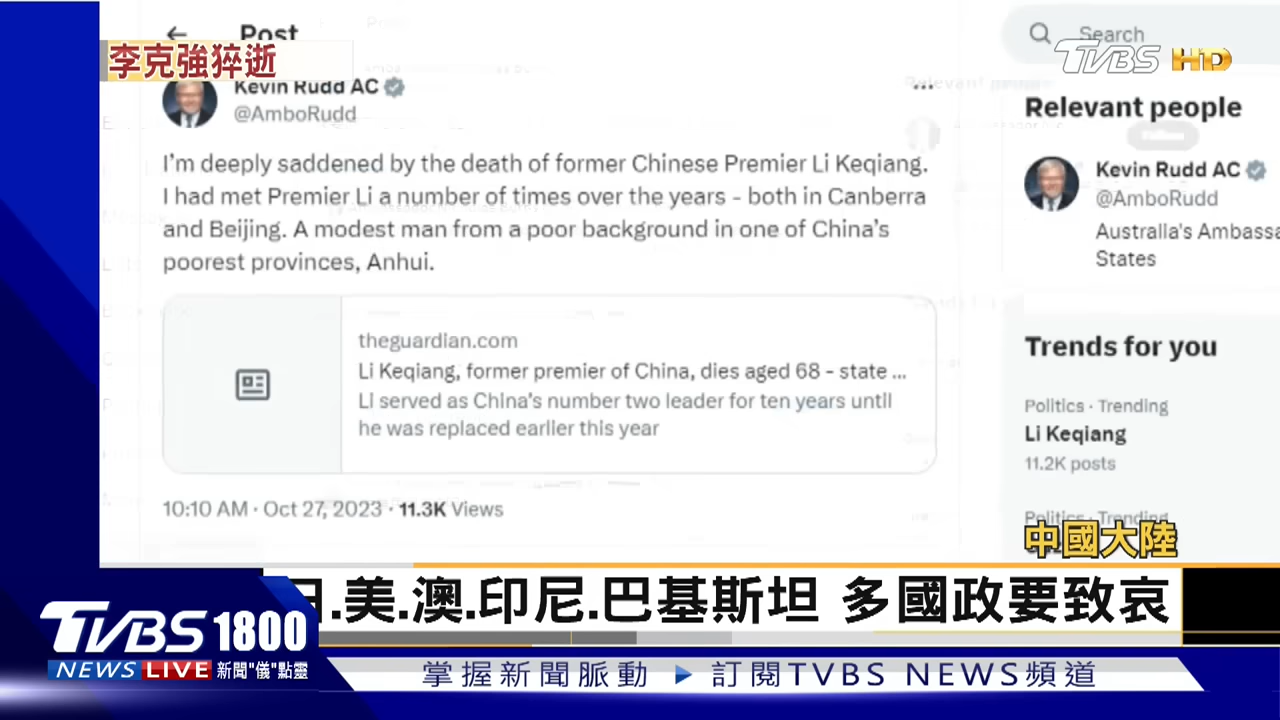 Post
Search
李克強猝逝
TVBS HD
Kevin Rudd AC
@AmboRudd
I'm deeply saddened by the death of former Chinese Premier Li Keqiang.
I had met Premier Li a number of times over the years - both in Canberra
and Beijing. A modest man from a poor background in one of China's
poorest provinces, Anhui.
theguardian.com
Li Keqiang, former premier of China, dies aged 68 - state ...
Li served as China's number two leader for ten years until
he was replaced earlier this year
10:10 AM · Oct 27, 2023 · 11.3K Views
Relevant people
Kevin Rudd AC
@AmboRudd
Australia's Ambassa
States
Trends for you
Politics · Trending
Li Keqiang
11.2K posts
Politics · Trending
中國大陸
日.美.澳.印尼.巴基斯坦 多國政要致哀
TVBS 1800
NEWS LIVE 新聞"儀"點靈
掌握新聞脈動 ▶ 訂閱TVBS NEWS頻道